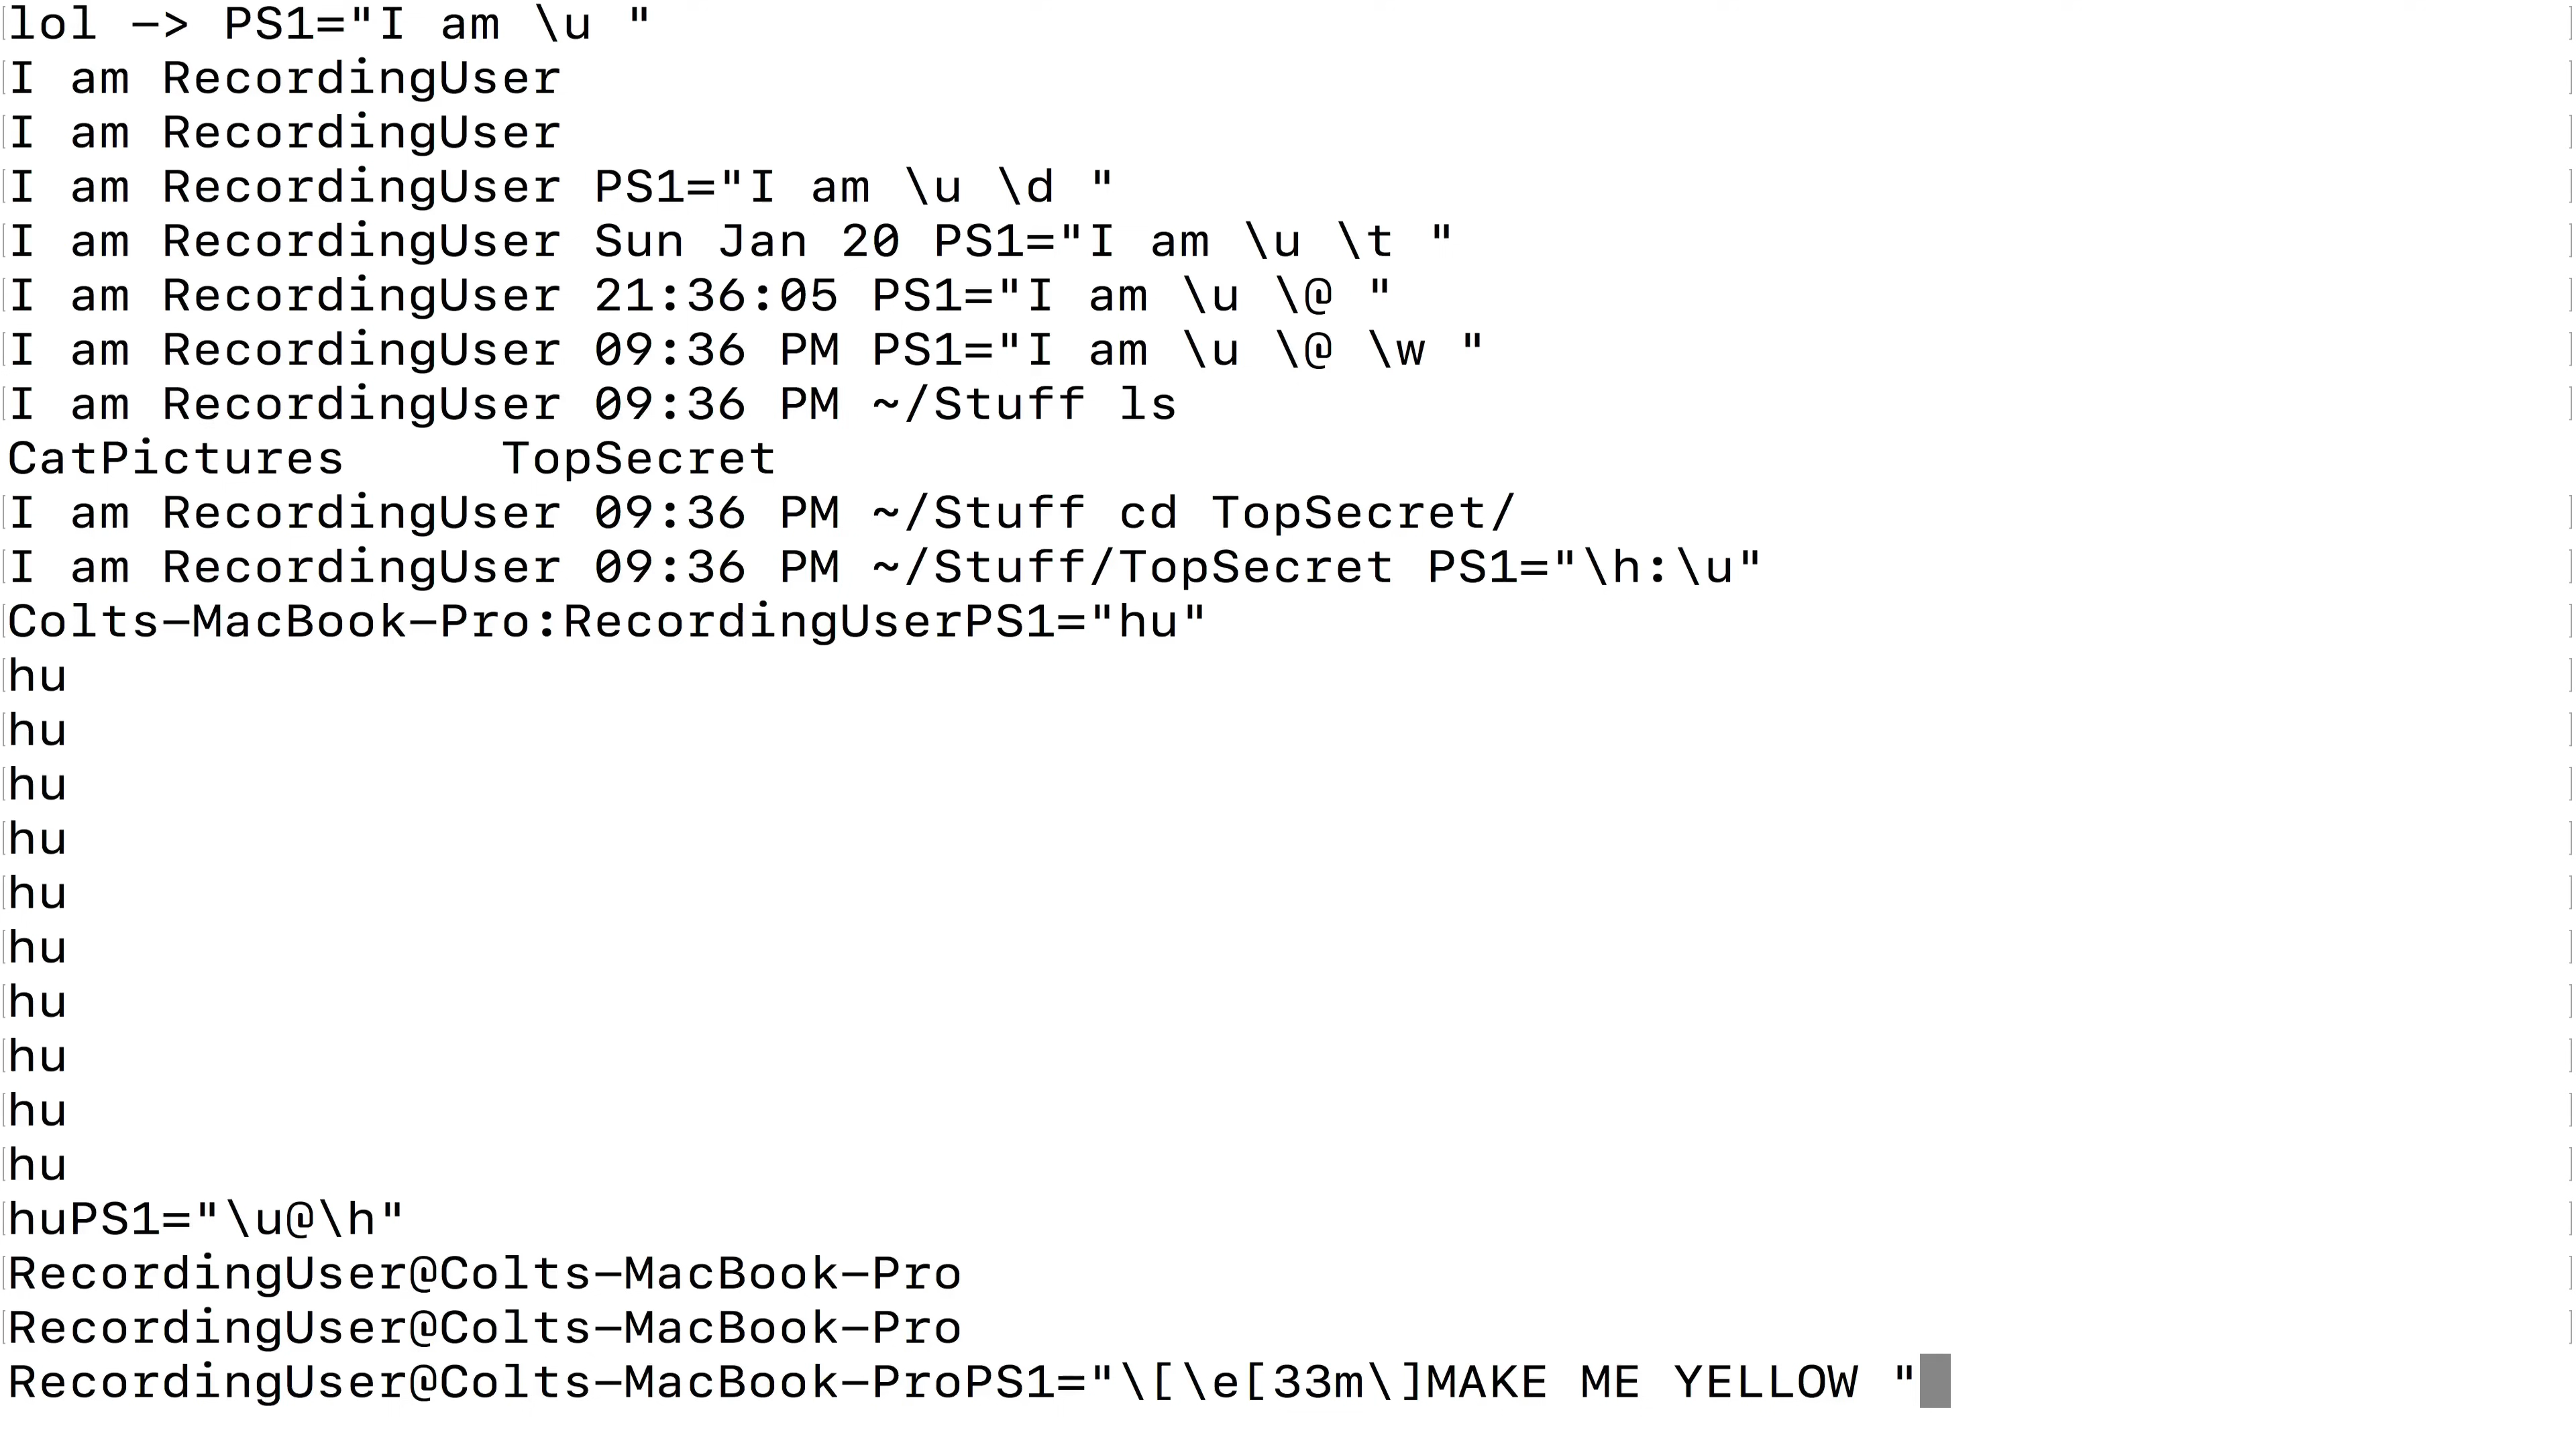 lol -> PS1="I am \u "
I am RecordingUser
I am RecordingUser
I am RecordingUser PS1="I am \u \d "
I am RecordingUser Sun Jan 20 PS1="I am \u \t "
I am RecordingUser 21:36:05 PS1="I am \u \@ "
I am RecordingUser 09:36 PM PS1="I am \u \@ \w "
I am RecordingUser 09:36 PM ~/Stuff ls
CatPictures     TopSecret
I am RecordingUser 09:36 PM ~/Stuff cd TopSecret/
I am RecordingUser 09:36 PM ~/Stuff/TopSecret PS1="\h:\u"
Colts-MacBook-Pro:RecordingUserPS1="hu"
hu
hu
hu
hu
hu
hu
hu
hu
hu
hu
huPS1="\u@\h"
RecordingUser@Colts-MacBook-Pro
RecordingUser@Colts-MacBook-Pro
RecordingUser@Colts-MacBook-ProPS1="\[\e[33m\]MAKE ME YELLOW "